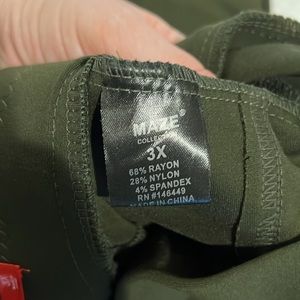 MAZE®
COLLECTION
3X
68% RAYON
28% NYLON
4% SPANDEX
RN #146449
MADE IN CHINA